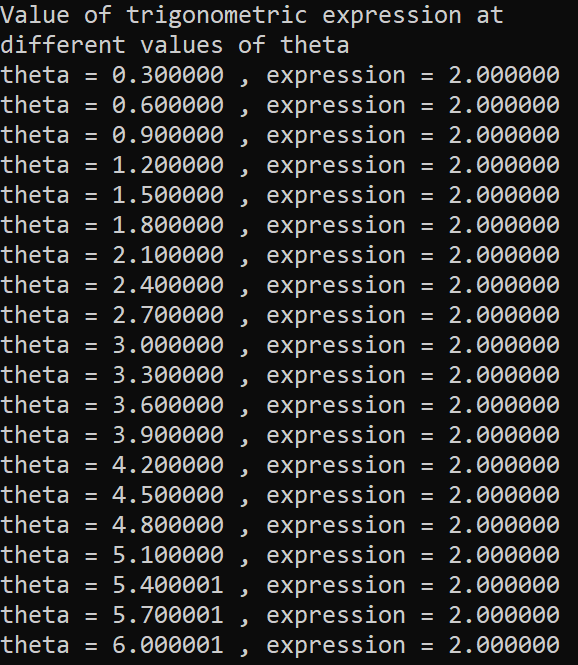 Value of trigonometric expression at
different values of theta
theta = 0.300000 , expression = 2.000000
theta = 0.600000 , expression = 2.000000
theta = 0.900000 , expression = 2.000000
theta = 1.200000 , expression = 2.000000
theta = 1.500000 , expression = 2.000000
theta = 1.800000 , expression = 2.000000
theta = 2.100000 , expression = 2.000000
theta = 2.400000 , expression = 2.000000
theta = 2.700000 , expression = 2.000000
theta = 3.000000 , expression = 2.000000
theta = 3.300000 , expression = 2.000000
theta = 3.600000 , expression = 2.000000
theta = 3.900000 , expression = 2.000000
theta = 4.200000 , expression = 2.000000
theta = 4.500000 , expression = 2.000000
theta = 4.800000 , expression = 2.000000
theta = 5.100000 , expression = 2.000000
theta = 5.400001 , expression = 2.000000
theta = 5.700001 , expression = 2.000000
theta = 6.000001 , expression = 2.000000